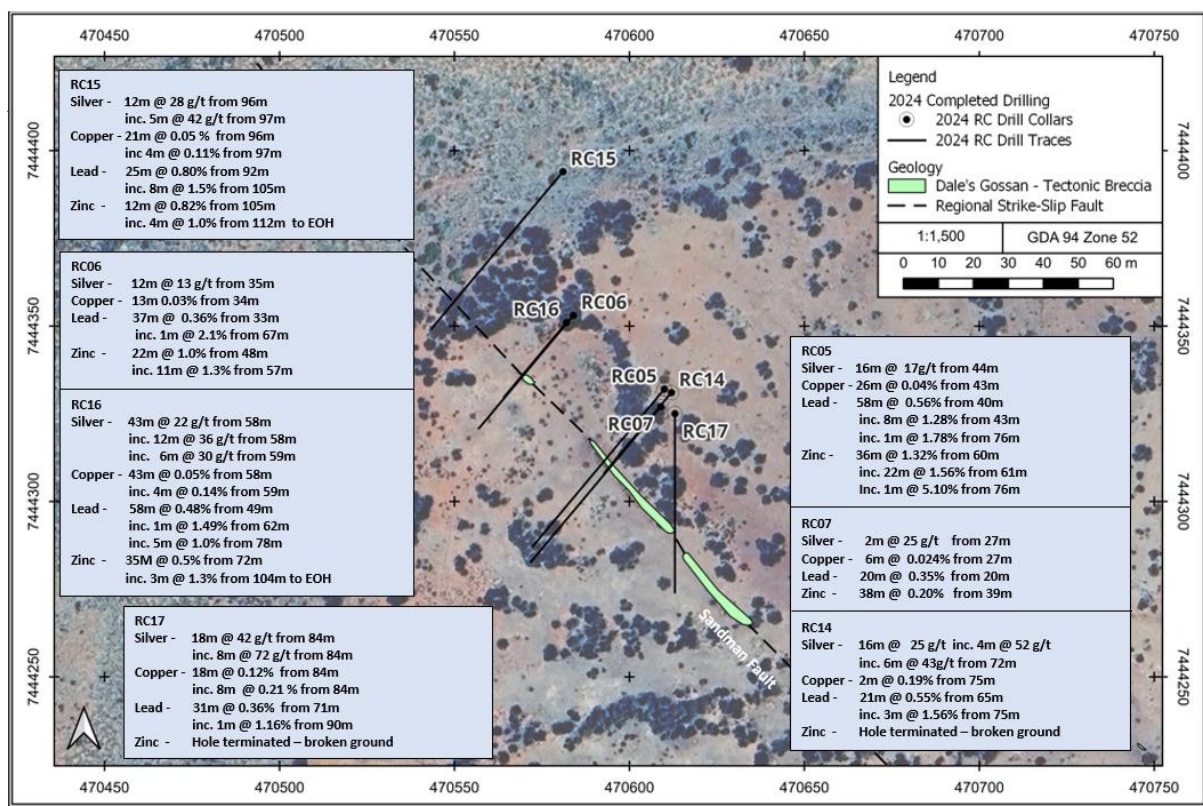 470450 470500 470550 470600 470650 470700 470750
7444400
7444350
7444300
7444250
RC15
Silver - 12m @ 28 g/t from 96m
inc. 5m @ 42 g/t from 97m
Copper - 21m @ 0.05 % from 96m
inc 4m @ 0.11% from 97m
Lead - 25m @ 0.80% from 92m
inc. 8m @ 1.5% from 105m
Zinc - 12m @ 0.82% from 105m
inc. 4m @ 1.0% from 112m to EOH
RC06
Silver - 12m @ 13 g/t from 35m
Copper - 13m 0.03% from 34m
Lead - 37m @ 0.36% from 33m
inc. 1m @ 2.1% from 67m
Zinc - 22m @ 1.0% from 48m
inc. 11m @ 1.3% from 57m
RC16
Silver - 43m @ 22 g/t from 58m
inc. 12m @ 36 g/t from 58m
inc. 6m @ 30 g/t from 59m
Copper - 43m @ 0.05% from 58m
inc. 4m @ 0.14% from 59m
Lead - 58m @ 0.48% from 49m
inc. 1m @ 1.49% from 62m
inc. 5m @ 1.0% from 78m
Zinc - 35M @ 0.5% from 72m
inc. 3m @ 1.3% from 104m to EOH
RC17
Silver - 18m @ 42 g/t from 84m
inc. 8m @ 72 g/t from 84m
Copper - 18m @ 0.12% from 84m
inc. 8m @ 0.21 % from 84m
Lead - 31m @ 0.36% from 71m
inc. 1m @ 1.16% from 90m
Zinc - Hole terminated – broken ground
RC15
RC16
RC06
RC05
RC14
RC07
RC17
Sandman Fault
Legend
2024 Completed Drilling
2024 RC Drill Collars
2024 RC Drill Traces
Geology
Dale's Gossan - Tectonic Breccia
Regional Strike-Slip Fault
1:1,500 GDA 94 Zone 52
0 10 20 30 40 50 60 m
7444400
7444350
7444300
7444250
RC05
Silver - 16m @ 17g/t from 44m
Copper - 26m @ 0.04% from 43m
Lead - 58m @ 0.56% from 40m
inc. 8m @ 1.28% from 43m
inc. 1m @ 1.78% from 76m
Zinc - 36m @ 1.32% from 60m
inc. 22m @ 1.56% from 61m
Inc. 1m @ 5.10% from 76m
RC07
Silver - 2m @ 25 g/t from 27m
Copper - 6m @ 0.024% from 27m
Lead - 20m @ 0.35% from 20m
Zinc - 38m @ 0.20% from 39m
RC14
Silver - 16m @ 25 g/t inc. 4m @ 52 g/t
inc. 6m @ 43g/t from 72m
Copper - 2m @ 0.19% from 75m
Lead - 21m @ 0.55% from 65m
inc. 3m @ 1.56% from 75m
Zinc - Hole terminated – broken ground
470450 470500 470550 470600 470650 470700 470750